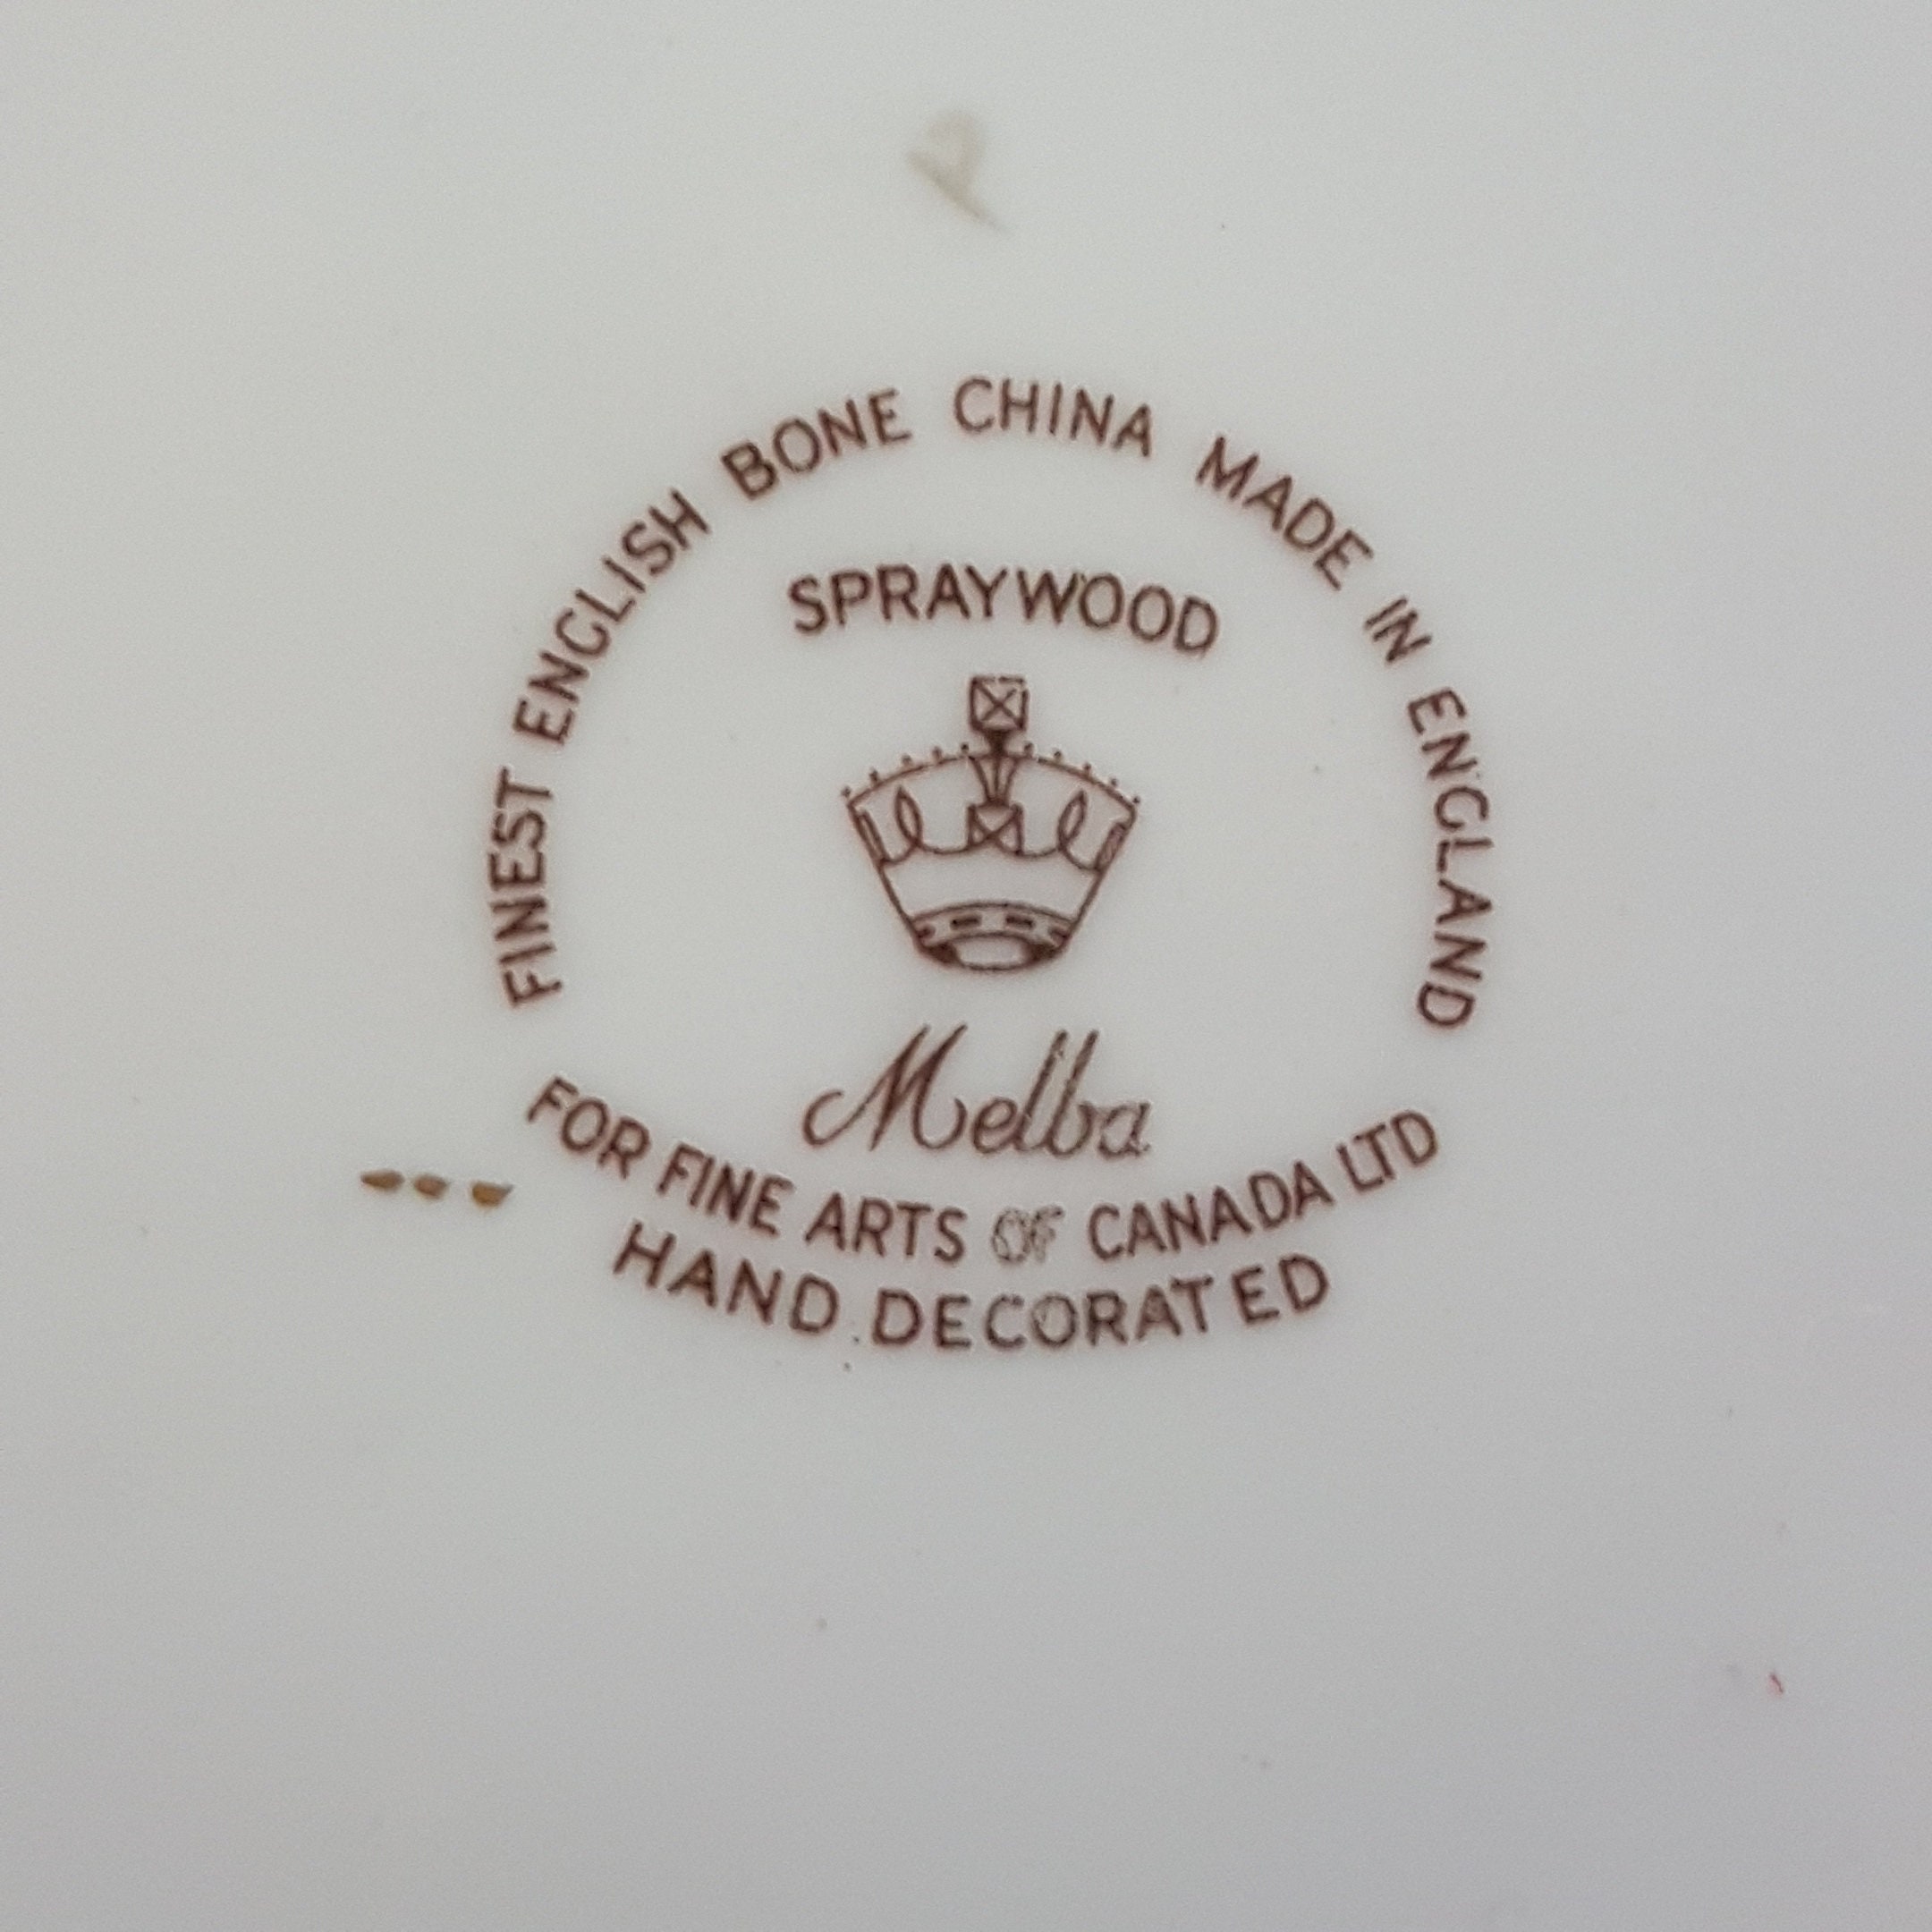 FINEST ENGLISH BONE CHINA MADE IN ENGLAND
SPRAYWOOD
Melba
FOR FINE ARTS OF CANADA LTD
HAND DECORATED